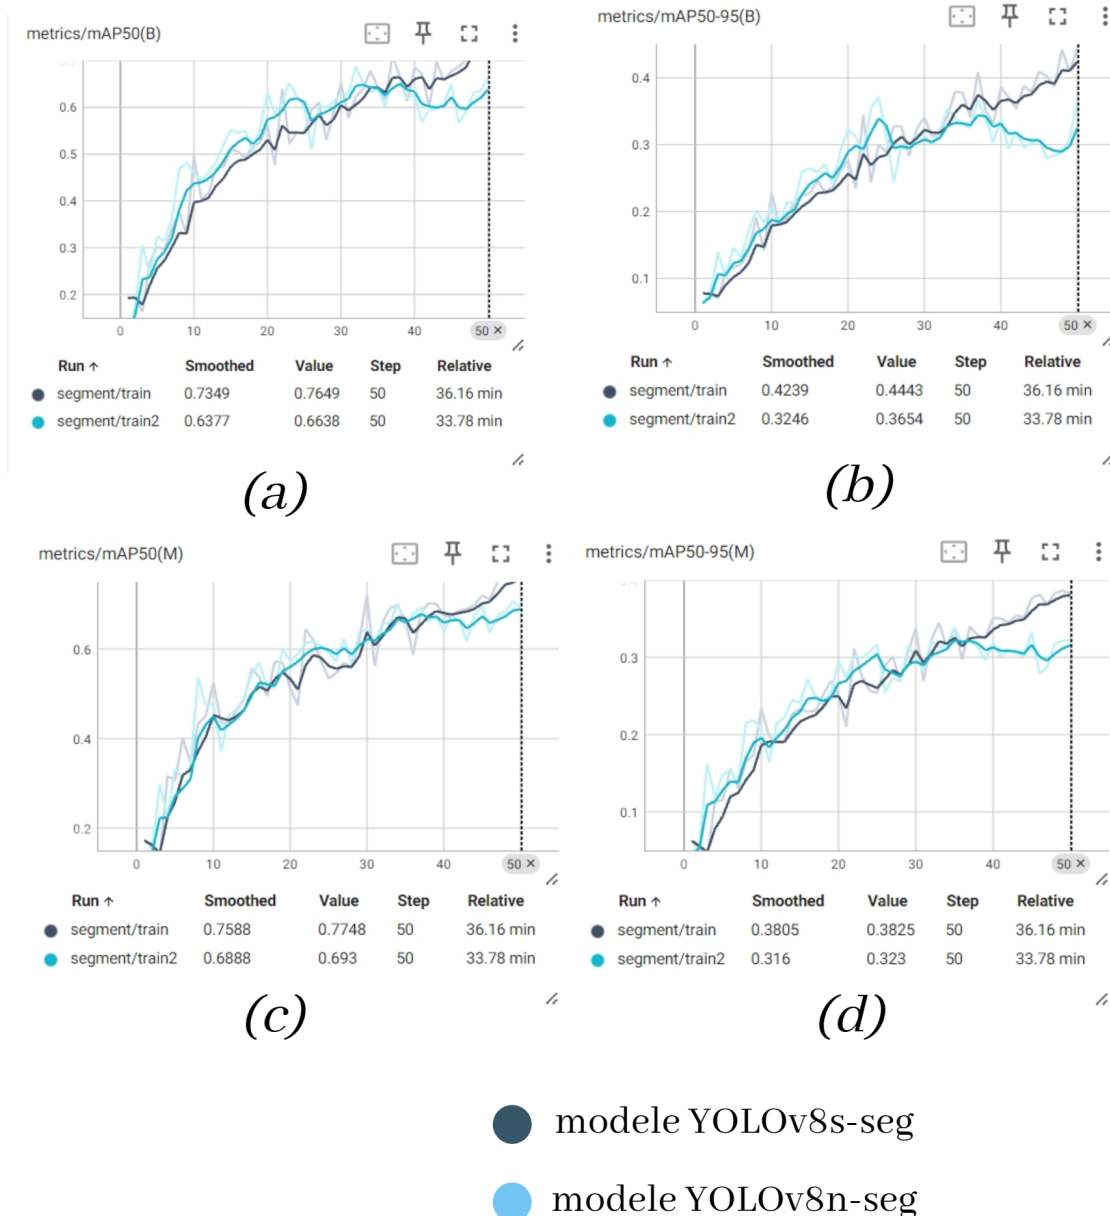 metrics/mAP50(B)
0.6
0.5
0.4
0.3
0.2
0 10 20 30 40 50 ✕
Run ↑ Smoothed Value Step Relative
segment/train 0.7349 0.7649 50 36.16 min
segment/train2 0.6377 0.6638 50 33.78 min
(a)
metrics/mAP50-95(B)
0.4
0.3
0.2
0.1
0 10 20 30 40 50 ✕
Run ↑ Smoothed Value Step Relative
segment/train 0.4239 0.4443 50 36.16 min
segment/train2 0.3246 0.3654 50 33.78 min
(b)
metrics/mAP50(M)
0.6
0.4
0.2
0 10 20 30 40 50 ✕
Run ↑ Smoothed Value Step Relative
segment/train 0.7588 0.7748 50 36.16 min
segment/train2 0.6888 0.693 50 33.78 min
(c)
metrics/mAP50-95(M)
0.3
0.2
0.1
0 10 20 30 40 50 ✕
Run ↑ Smoothed Value Step Relative
segment/train 0.3805 0.3825 50 36.16 min
segment/train2 0.316 0.323 50 33.78 min
(d)
modele YOLOv8s-seg
modele YOLOv8n-seg